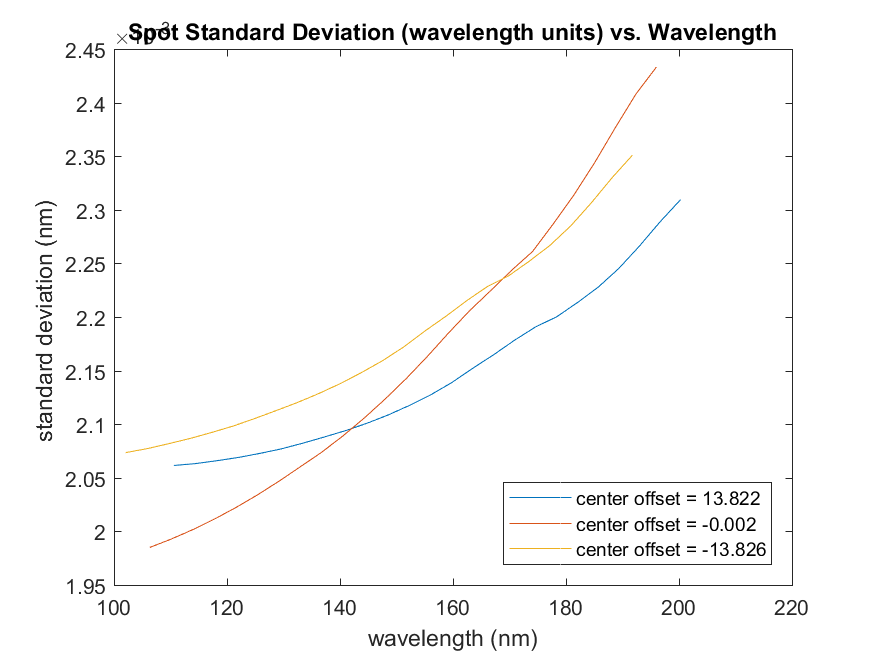 Spot Standard Deviation (wavelength units) vs. Wavelength
×10-3
2.45
2.4
2.35
2.3
2.25
2.2
2.15
2.1
2.05
2
1.95
standard deviation (nm)
center offset = 13.822
center offset = -0.002
center offset = -13.826
100 120 140 160 180 200 220
wavelength (nm)